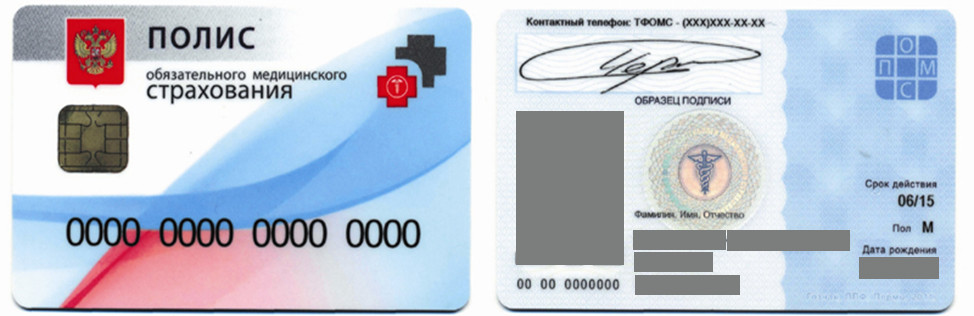 ПОЛИС
обязательного медицинского
страхования
0000 0000 0000 0000
Контактный телефон: ТФОМС - (XXX)XXX-XX-XX
ОБРАЗЕЦ ПОДПИСИ
О
П М
С
Срок действия
06/15
Пол М
Фамилия, Имя, Отчество
Дата рождения
00 00 0000000